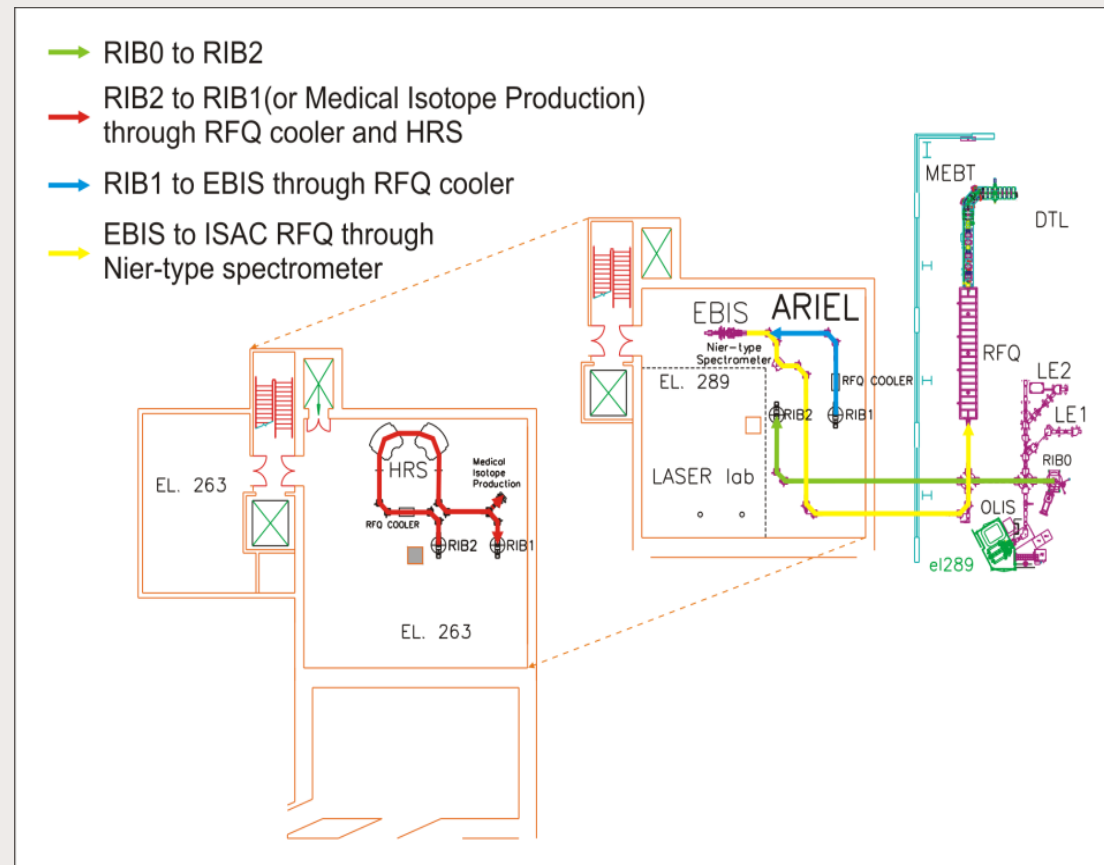 RIB0 to RIB2
RIB2 to RIB1(or Medical Isotope Production)
through RFQ cooler and HRS
RIB1 to EBIS through RFQ cooler
EBIS to ISAC RFQ through
Nier-type spectrometer
MEBT
DTL
EBIS
ARIEL
Nier-type
Spectrometer
RFQ
EL. 289
RFQ COOLER
LE2
RIB2
RIB1
LE1
HRS
Medical
Isotope
Production
RIB0
LASER lab
EL. 263
RFQ COOLER
OLIS
RIB2
RIB1
el289
EL. 263